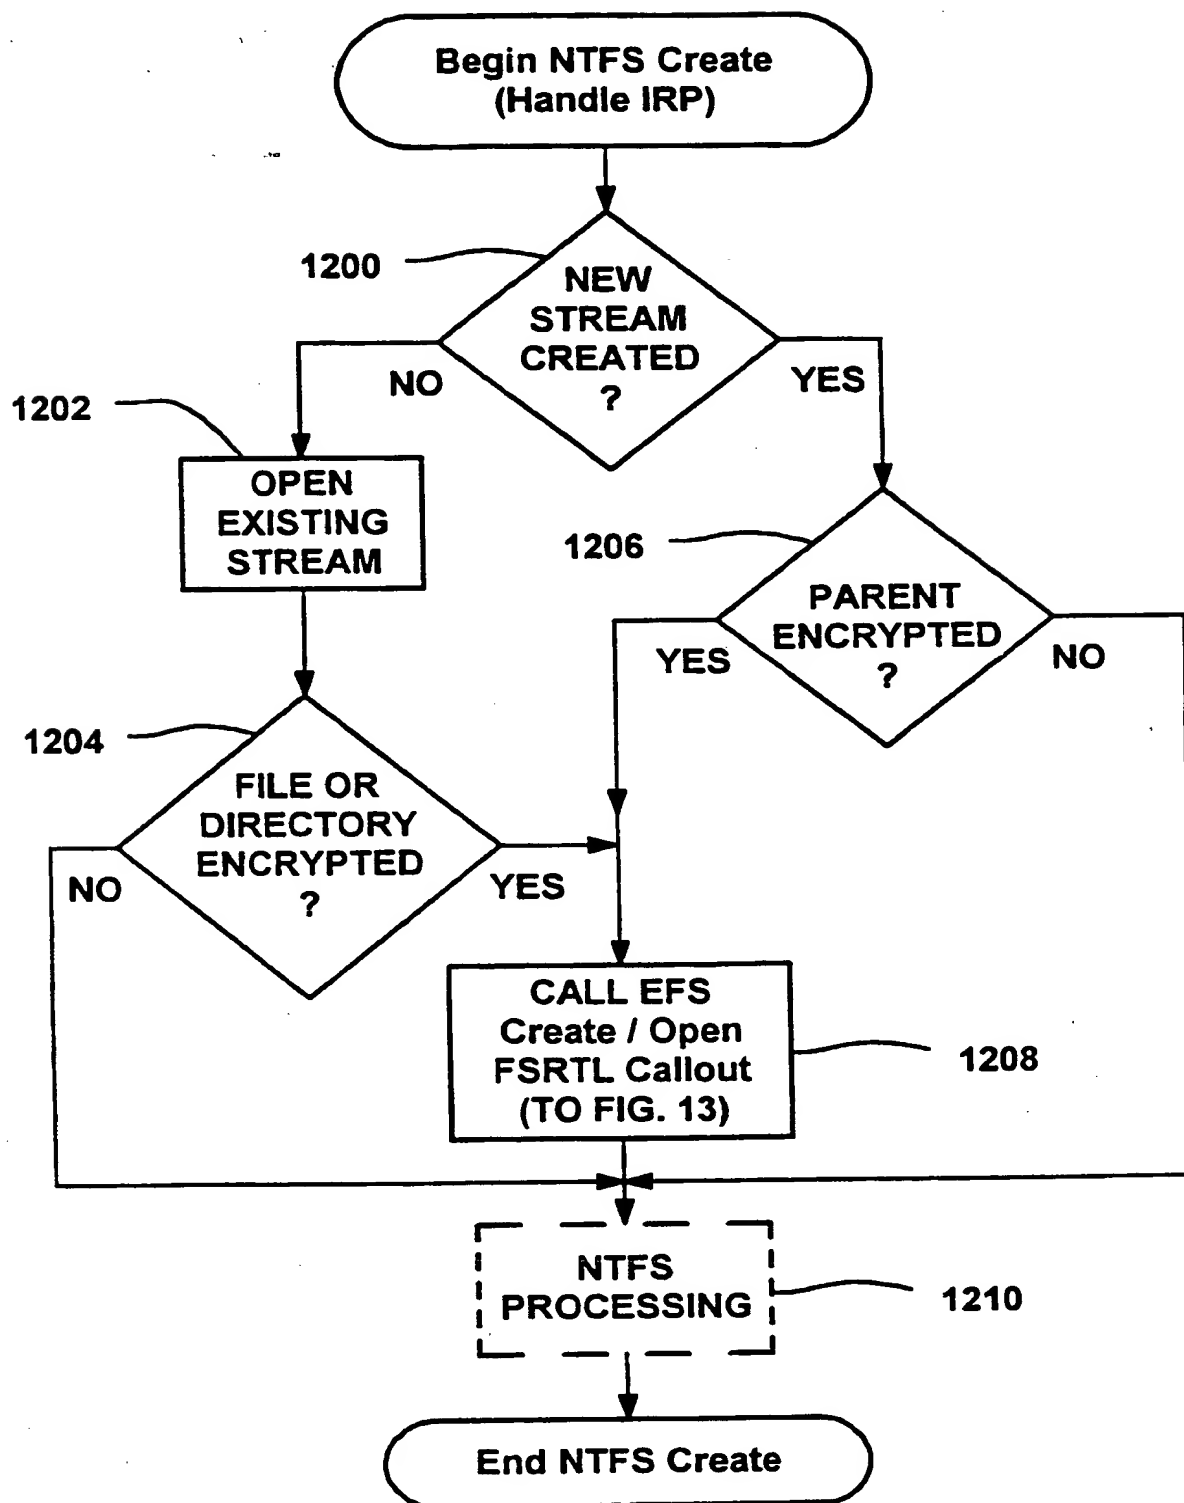 Begin NTFS Create
(Handle IRP)
1200
NEW
STREAM
CREATED
?
NO
YES
1202
OPEN
EXISTING
STREAM
1206
PARENT
ENCRYPTED
?
YES
NO
1204
FILE OR
DIRECTORY
ENCRYPTED
?
NO
YES
CALL EFS
Create / Open
FSRTL Callout
(TO FIG. 13)
1208
NTFS
PROCESSING
1210
End NTFS Create